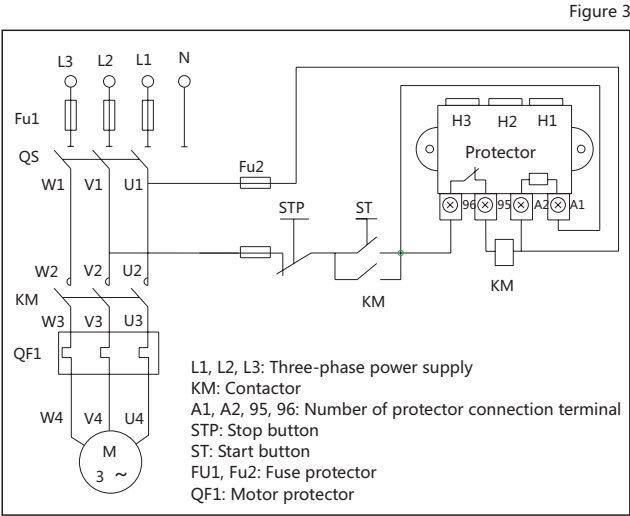 Figure 3
L3 L2 L1 N
Fu1
H3 H2 H1
Protector
QS
W1 V1 U1
Fu2
STP ST
96 95 A2 A1
W2 V2 U2
KM
KM
KM
W3 V3 U3
QF1
L1, L2, L3: Three-phase power supply
KM: Contactor
A1, A2, 95, 96: Number of protector connection terminal
STP: Stop button
ST: Start button
FU1, Fu2: Fuse protector
QF1: Motor protector
W4 V4 U4
M
3 ~